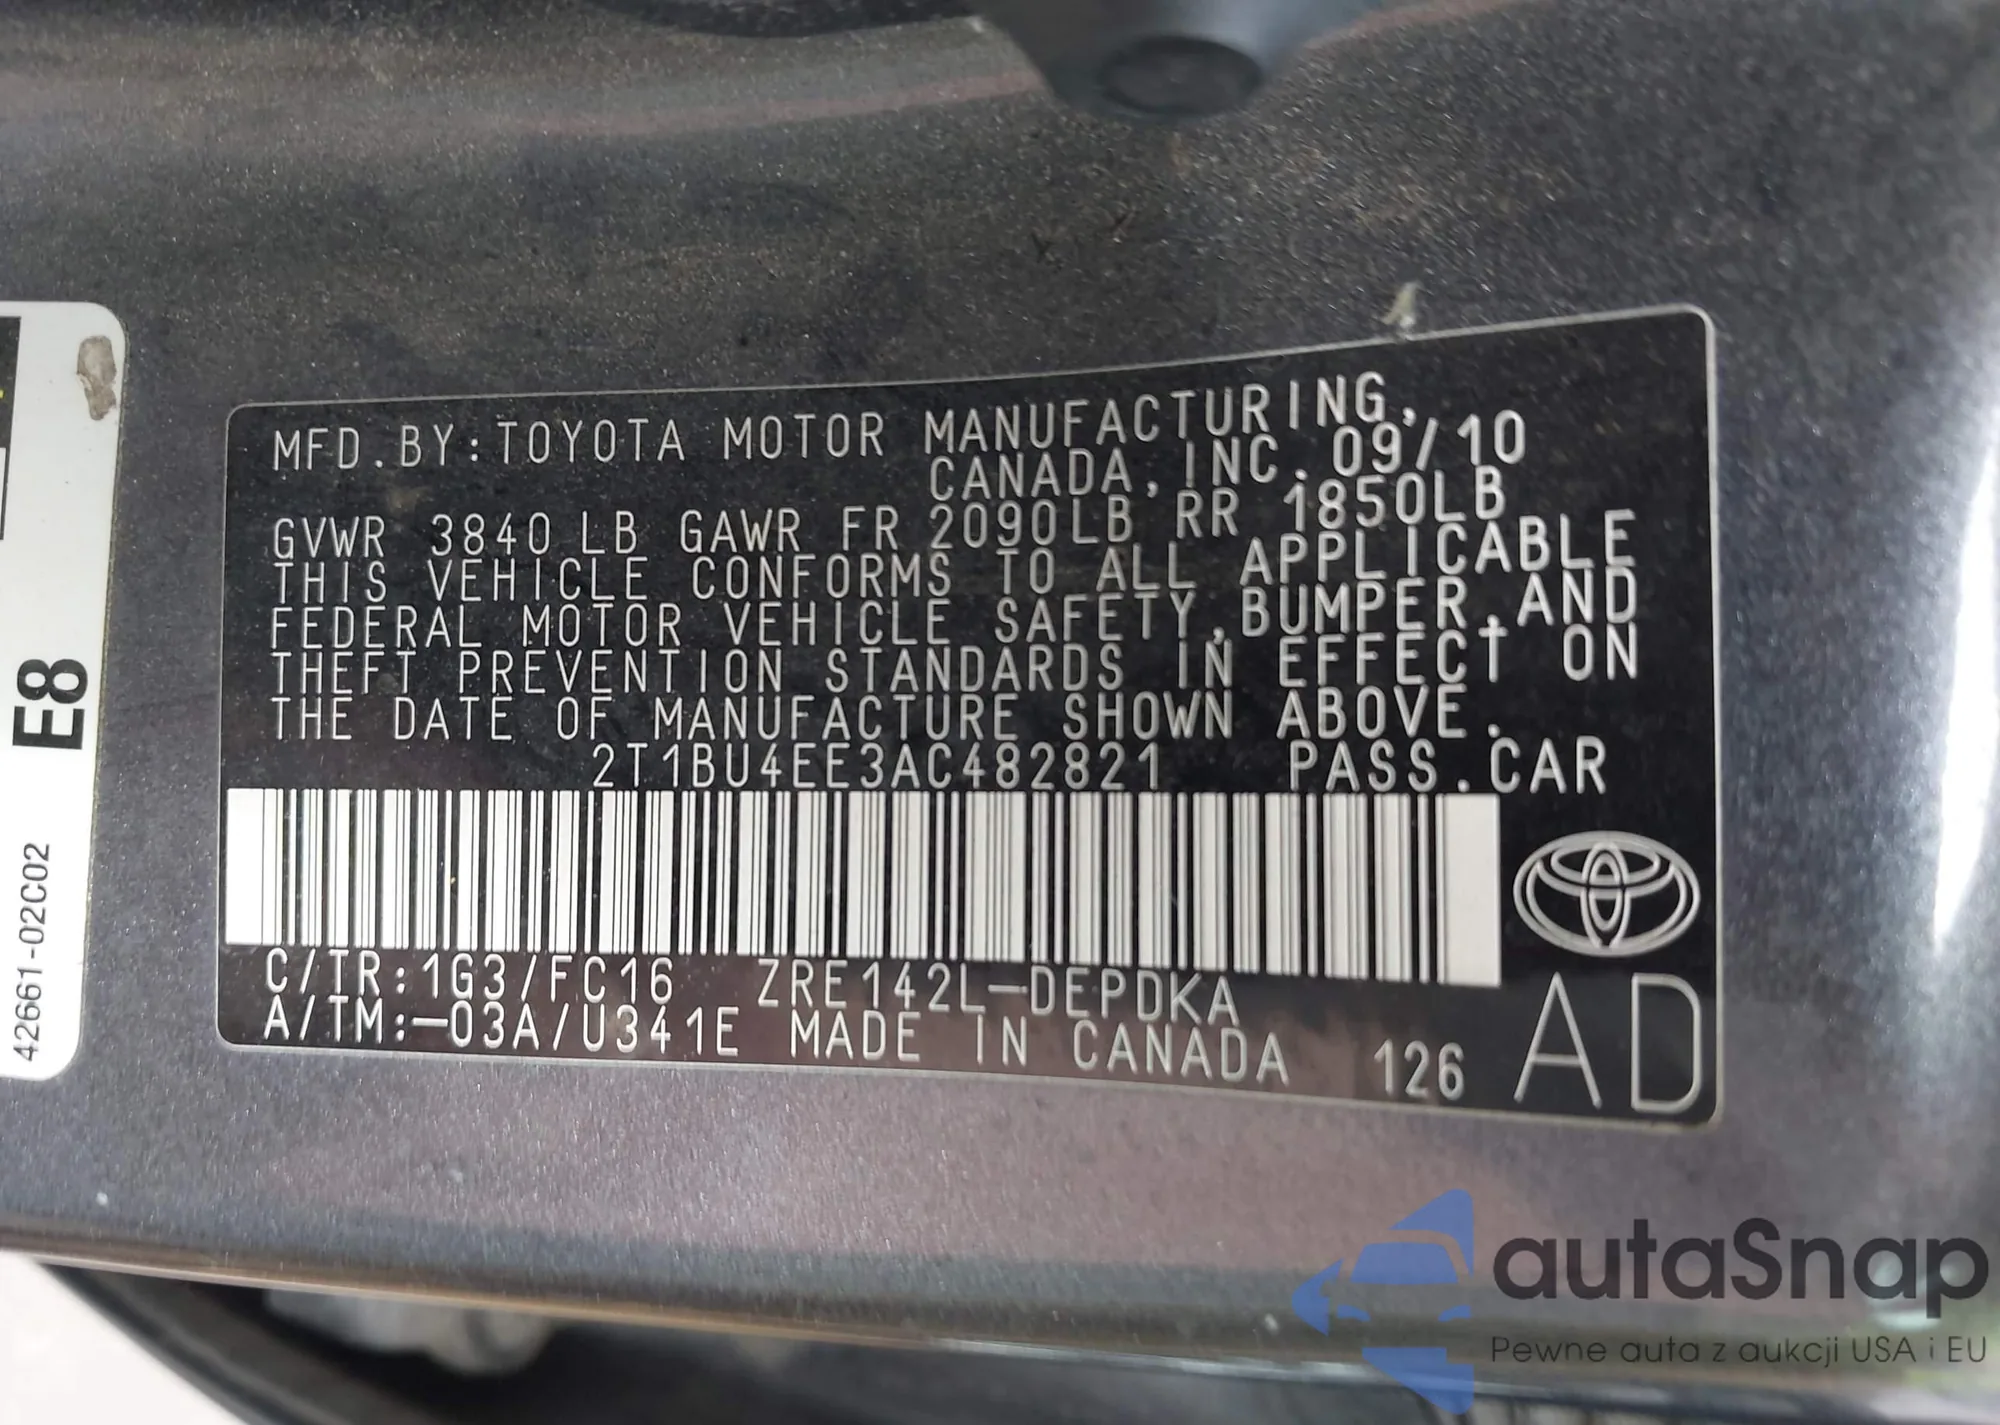 MFD.BY:TOYOTA MOTOR MANUFACTURING,
CANADA,INC. 09/10
GVWR 3840 LB GAWR FR 2090LB RR 1850LB
THIS VEHICLE CONFORMS TO ALL APPLICABLE
FEDERAL MOTOR VEHICLE SAFETY,BUMPER,AND
THEFT PREVENTION STANDARDS IN EFFECT ON
THE DATE OF MANUFACTURE SHOWN ABOVE.
2T1BU4EE3AC482821 PASS.CAR
C/TR:1G3/FC16 ZRE142L-DEPDKA
A/TM:-03A/U341E MADE IN CANADA 126 AD
E8
42661-02C02
autaSnap
Pewne auta z aukcji USA i EU